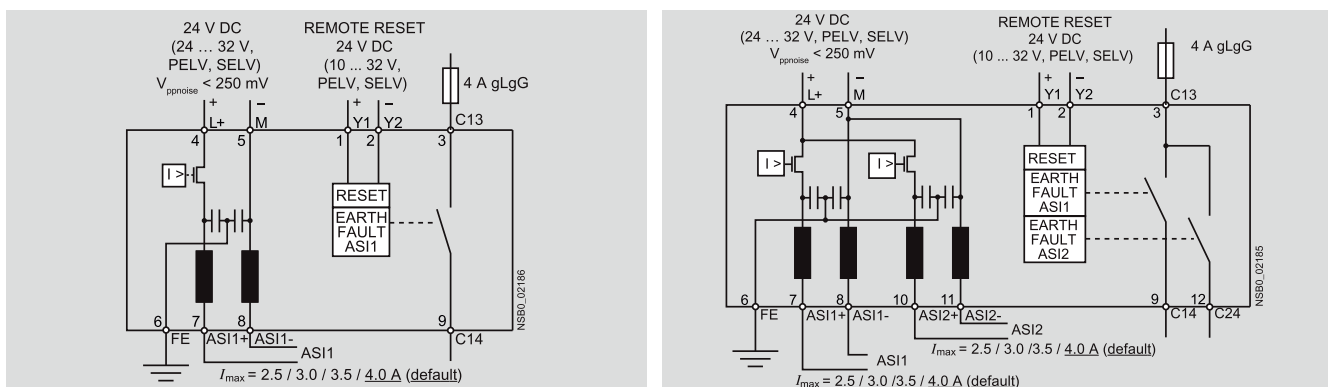 24 V DC
(24 ... 32 V,
PELV, SELV)
Vppnoise < 250 mV
REMOTE RESET
24 V DC
(10 ... 32 V,
PELV, SELV)
4 A gLgG
+ − + −
L+ M Y1 Y2 C13
4 5 1 2 3
I >
RESET
EARTH
FAULT
ASI1
NSB0_02186
6 7 8 9
FE ASI1+ ASI1- C14
ASI1
Imax = 2.5 / 3.0 / 3.5 / 4.0 A (default)
24 V DC
(24 ... 32 V, PELV, SELV)
Vppnoise < 250 mV
REMOTE RESET
24 V DC
(10 ... 32 V, PELV, SELV)
4 A gLgG
+ − + −
L+ M Y1 Y2 C13
4 5 1 2 3
I > I >
RESET
EARTH
FAULT
ASI1
EARTH
FAULT
ASI2
NSB0_02185
6 7 8 10 11 9 12
FE ASI1+ ASI1- ASI2+ ASI2- C14 C24
ASI2
Imax = 2.5 / 3.0 /3.5 / 4.0 A (default)
ASI1
Imax = 2.5 / 3.0 /3.5 / 4.0 A (default)